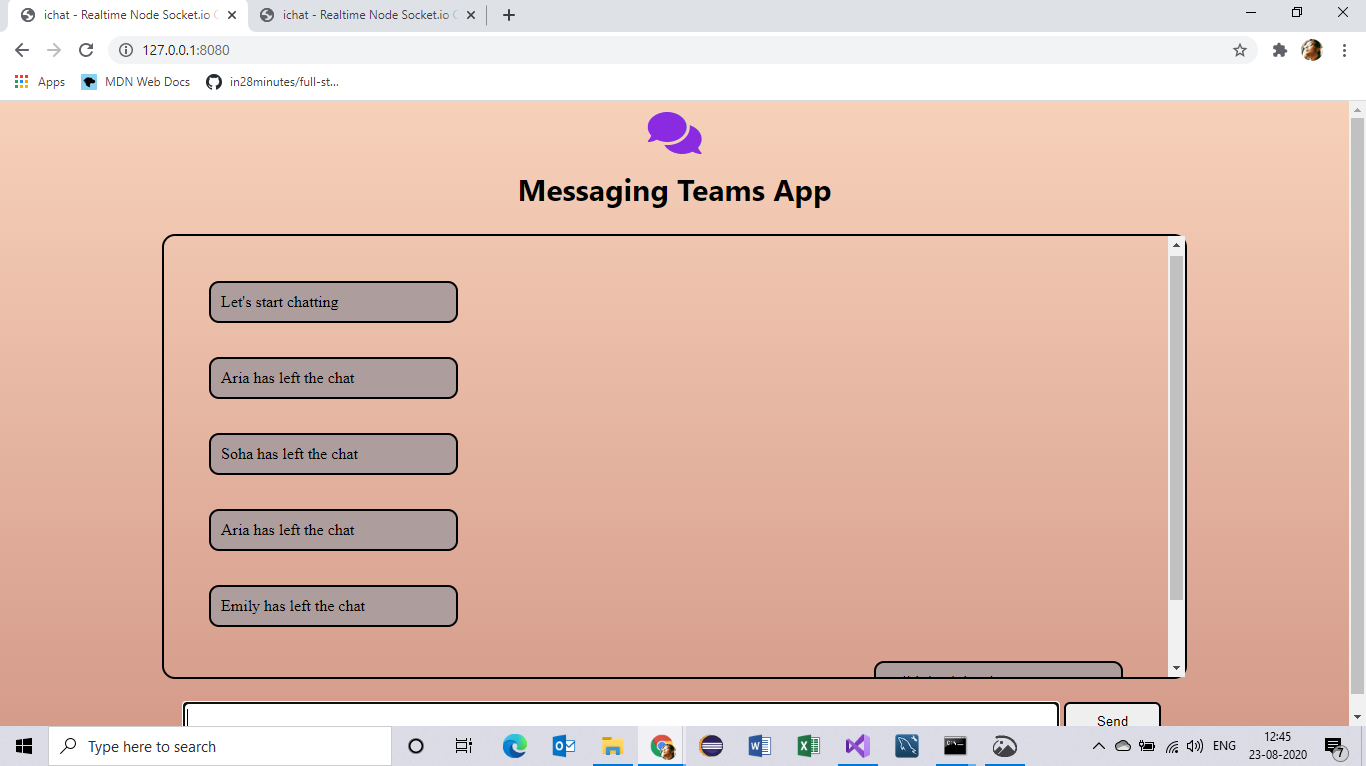 ichat - Realtime Node Socket.io
ichat - Realtime Node Socket.io
127.0.0.1:8080
Apps
MDN Web Docs
in28minutes/full-st...
Messaging Teams App
Let's start chatting
Aria has left the chat
Soha has left the chat
Aria has left the chat
Emily has left the chat
Send
Type here to search
ENG
12:45
23-08-2020
7